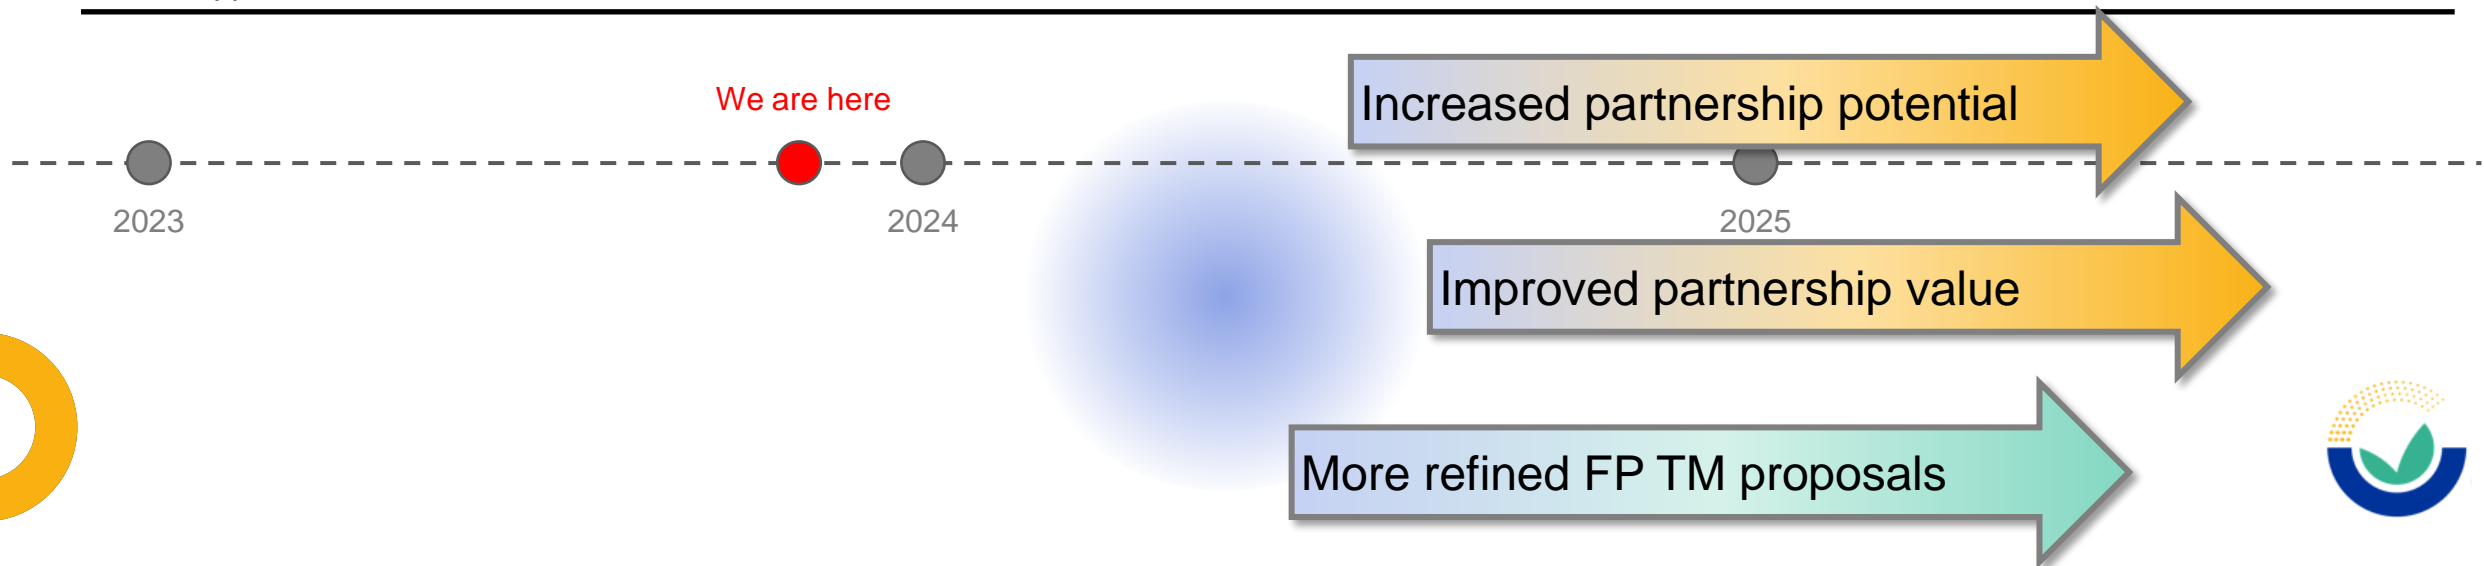 We are here
Increased partnership potential
2023
2024
2025
Improved partnership value
More refined FP TM proposals